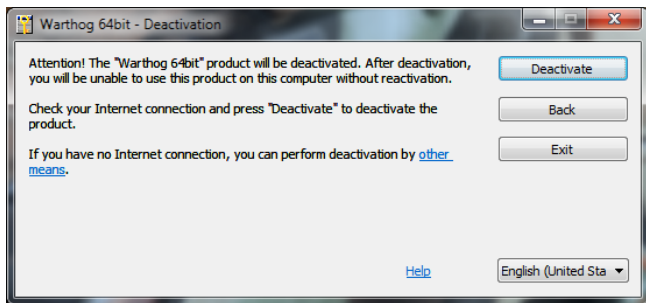 Warthog 64bit - Deactivation
Attention! The "Warthog 64bit" product will be deactivated. After deactivation,
you will be unable to use this product on this computer without reactivation.
Check your Internet connection and press "Deactivate" to deactivate the
product.
If you have no Internet connection, you can perform deactivation by other
means.
Deactivate
Back
Exit
Help
English (United Sta